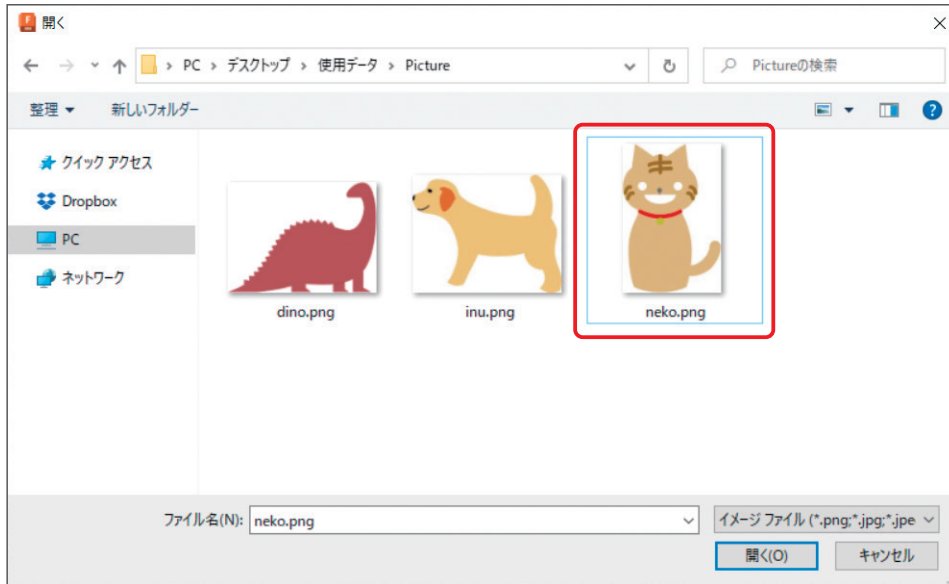 開く
PC › デスクトップ › 使用データ › Picture
Pictureの検索
整理 新しいフォルダー
クイック アクセス
Dropbox
PC
ネットワーク
dino.png inu.png neko.png
ファイル名(N): neko.png
イメージ ファイル (*.png;*.jpg;*.jpe
開く(O) キャンセル